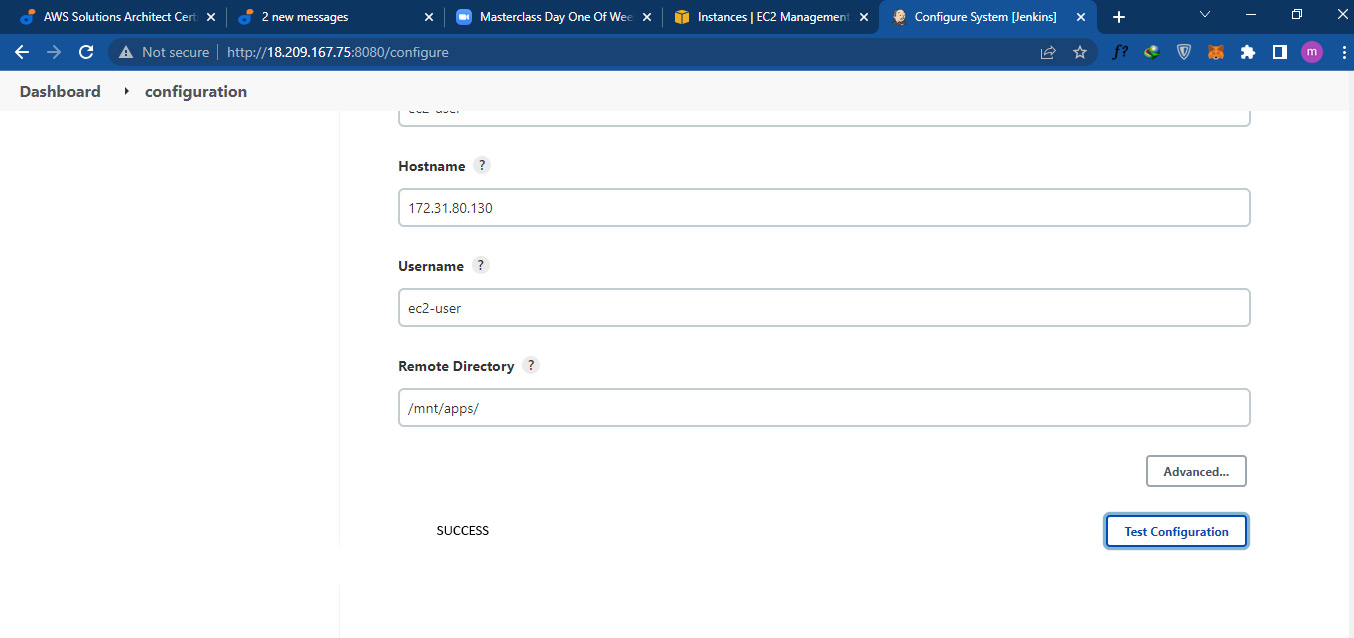 AWS Solutions Architect Cert
2 new messages
Masterclass Day One Of Wee
Instances | EC2 Management
Configure System [Jenkins]
Not secure | http://18.209.167.75:8080/configure
f?
m
Dashboard
configuration
ec2-user
Hostname ?
172.31.80.130
Username ?
ec2-user
Remote Directory ?
/mnt/apps/
Advanced...
SUCCESS
Test Configuration